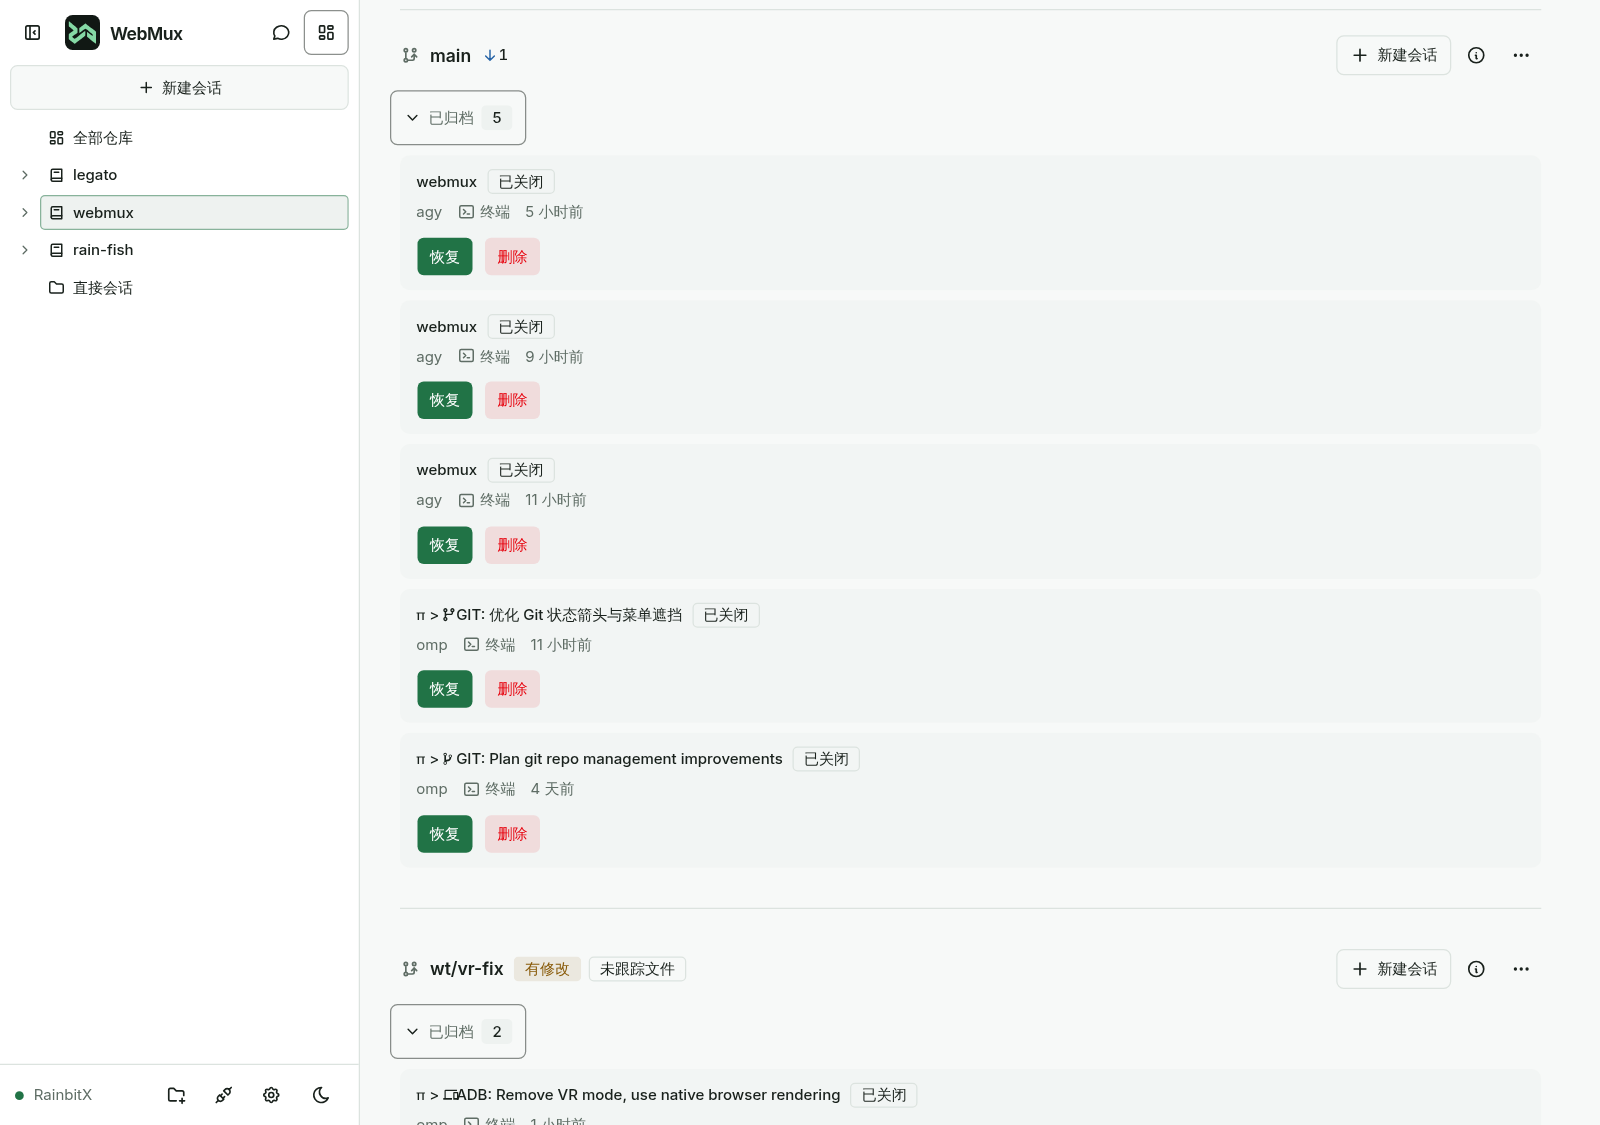 WebMux
新建会话
全部仓库
legato
webmux
rain-fish
直接会话
RainbitX
main ↓1
新建会话
已归档 5
webmux 已关闭
agy 终端 5 小时前
恢复 删除
webmux 已关闭
agy 终端 9 小时前
恢复 删除
webmux 已关闭
agy 终端 11 小时前
恢复 删除
π > GIT: 优化 Git 状态箭头与菜单遮挡 已关闭
omp 终端 11 小时前
恢复 删除
π > GIT: Plan git repo management improvements 已关闭
omp 终端 4 天前
恢复 删除
wt/vr-fix 有修改 未跟踪文件
新建会话
已归档 2
π > ADB: Remove VR mode, use native browser rendering 已关闭
omp 终端 1 小时前